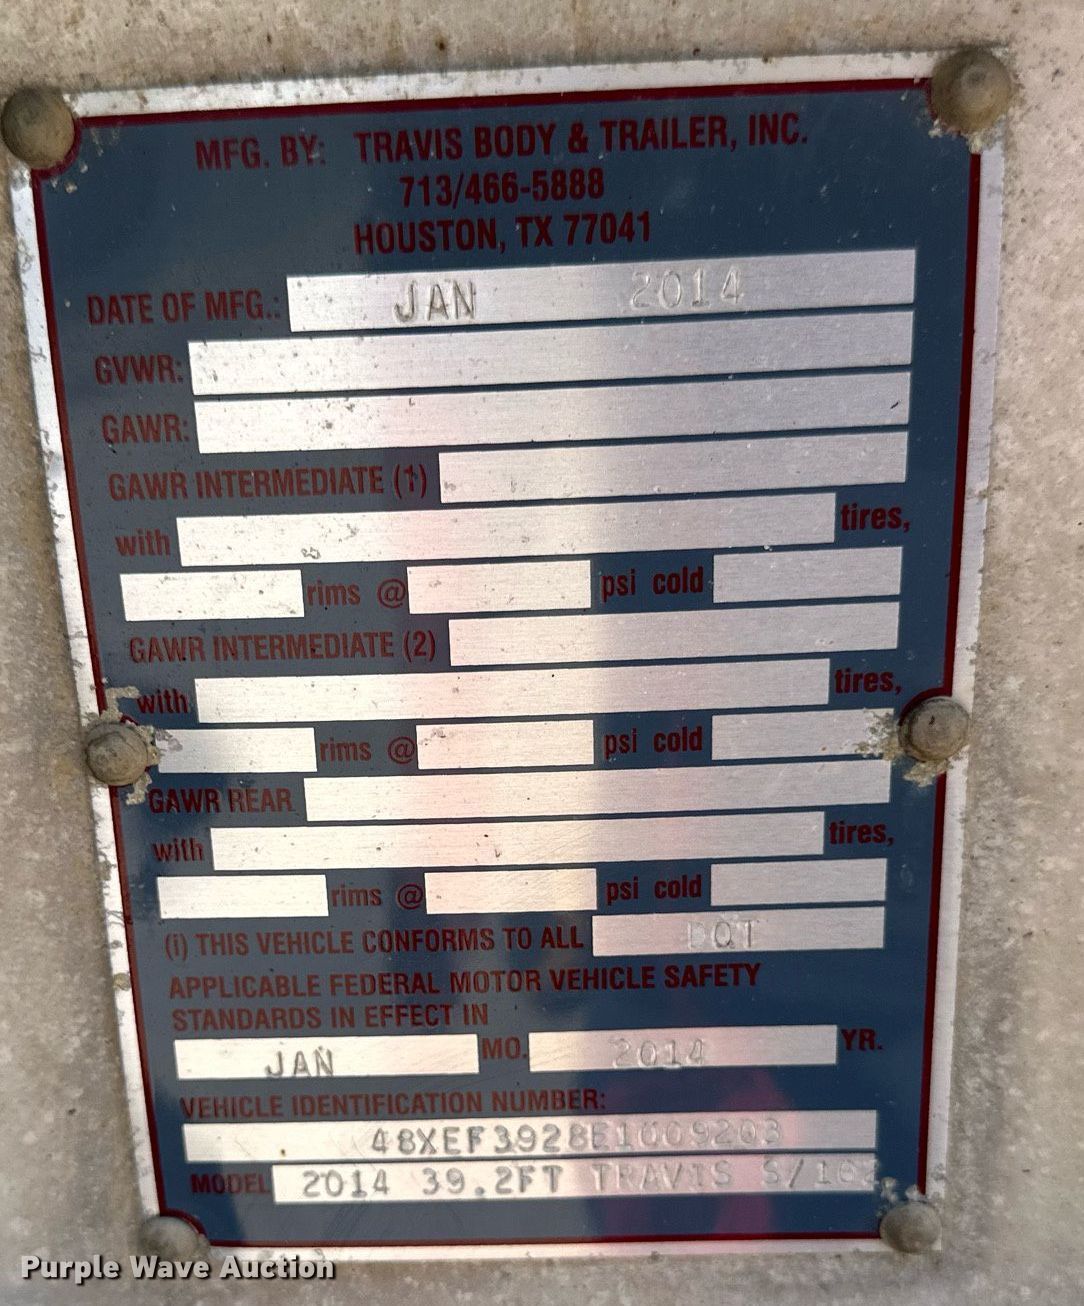 MFG. BY: TRAVIS BODY & TRAILER, INC.
713/466-5888
HOUSTON, TX 77041
DATE OF MFG.: JAN 2014
GVWR:
GAWR:
GAWR INTERMEDIATE (1)
with tires,
rims @ psi cold
GAWR INTERMEDIATE (2)
with tires,
rims @ psi cold
GAWR REAR
with tires,
rims @ psi cold
(i) THIS VEHICLE CONFORMS TO ALL DOT
APPLICABLE FEDERAL MOTOR VEHICLE SAFETY
STANDARDS IN EFFECT IN
JAN MO. 2014 YR.
VEHICLE IDENTIFICATION NUMBER:
48XEF3928E1009203
MODEL 2014 39.2FT TRAVIS S/102
Purple Wave Auction